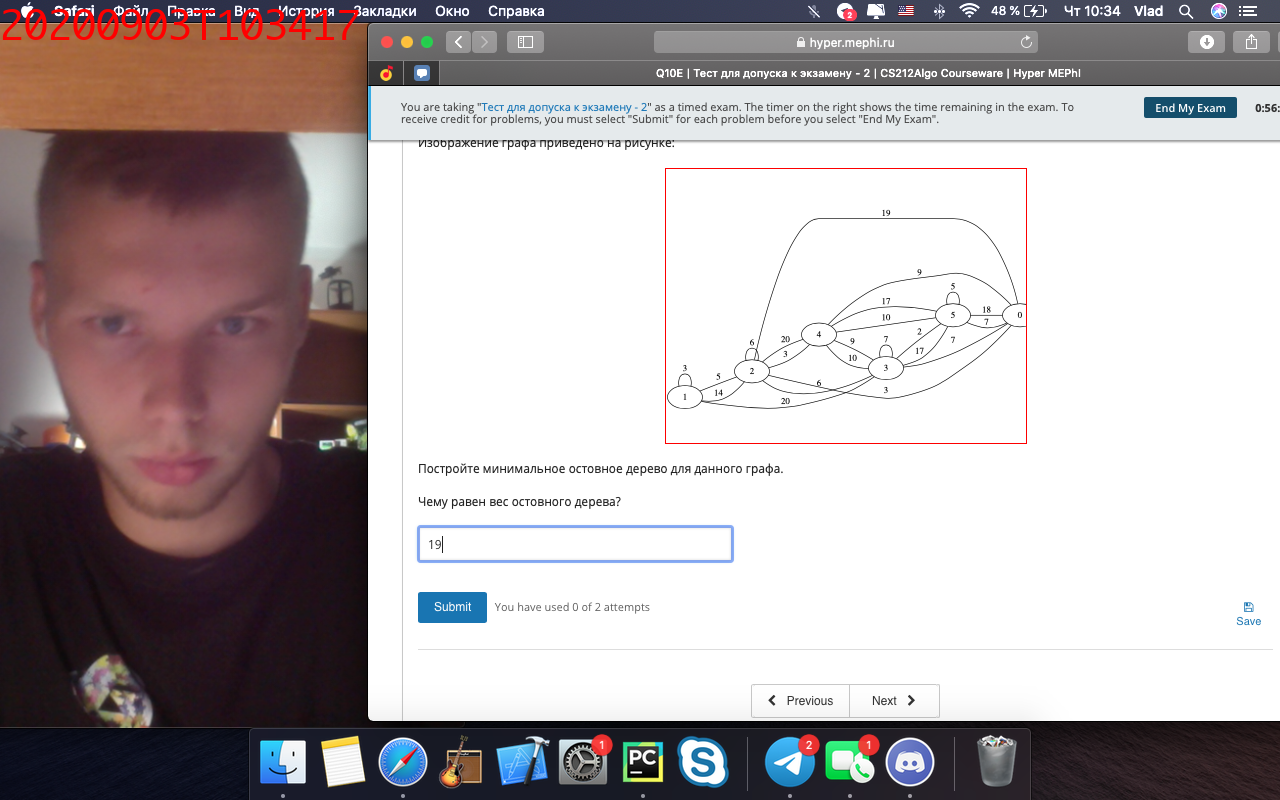 20200903T103417
Safari Файл Правка Вид История Закладки Окно Справка
2
48 %
Чт 10:34 Vlad
hyper.mephi.ru
Q10E | Тест для допуска к экзамену - 2 | CS212Algo Courseware | Hyper MEPhI
You are taking "Тест для допуска к экзамену - 2" as a timed exam. The timer on the right shows the time remaining in the exam. To
receive credit for problems, you must select "Submit" for each problem before you select "End My Exam".
End My Exam
0:56:
Изображение графа приведено на рисунке:
19
9
5
17
18
10
5
0
7
4
2
7
20
9
7
6
3
10
17
2
3
3
5
6
3
1
14
20
Постройте минимальное остовное дерево для данного графа.
Чему равен вес остовного дерева?
19
Submit
You have used 0 of 2 attempts
Save
Previous
Next
1
PC
2
1